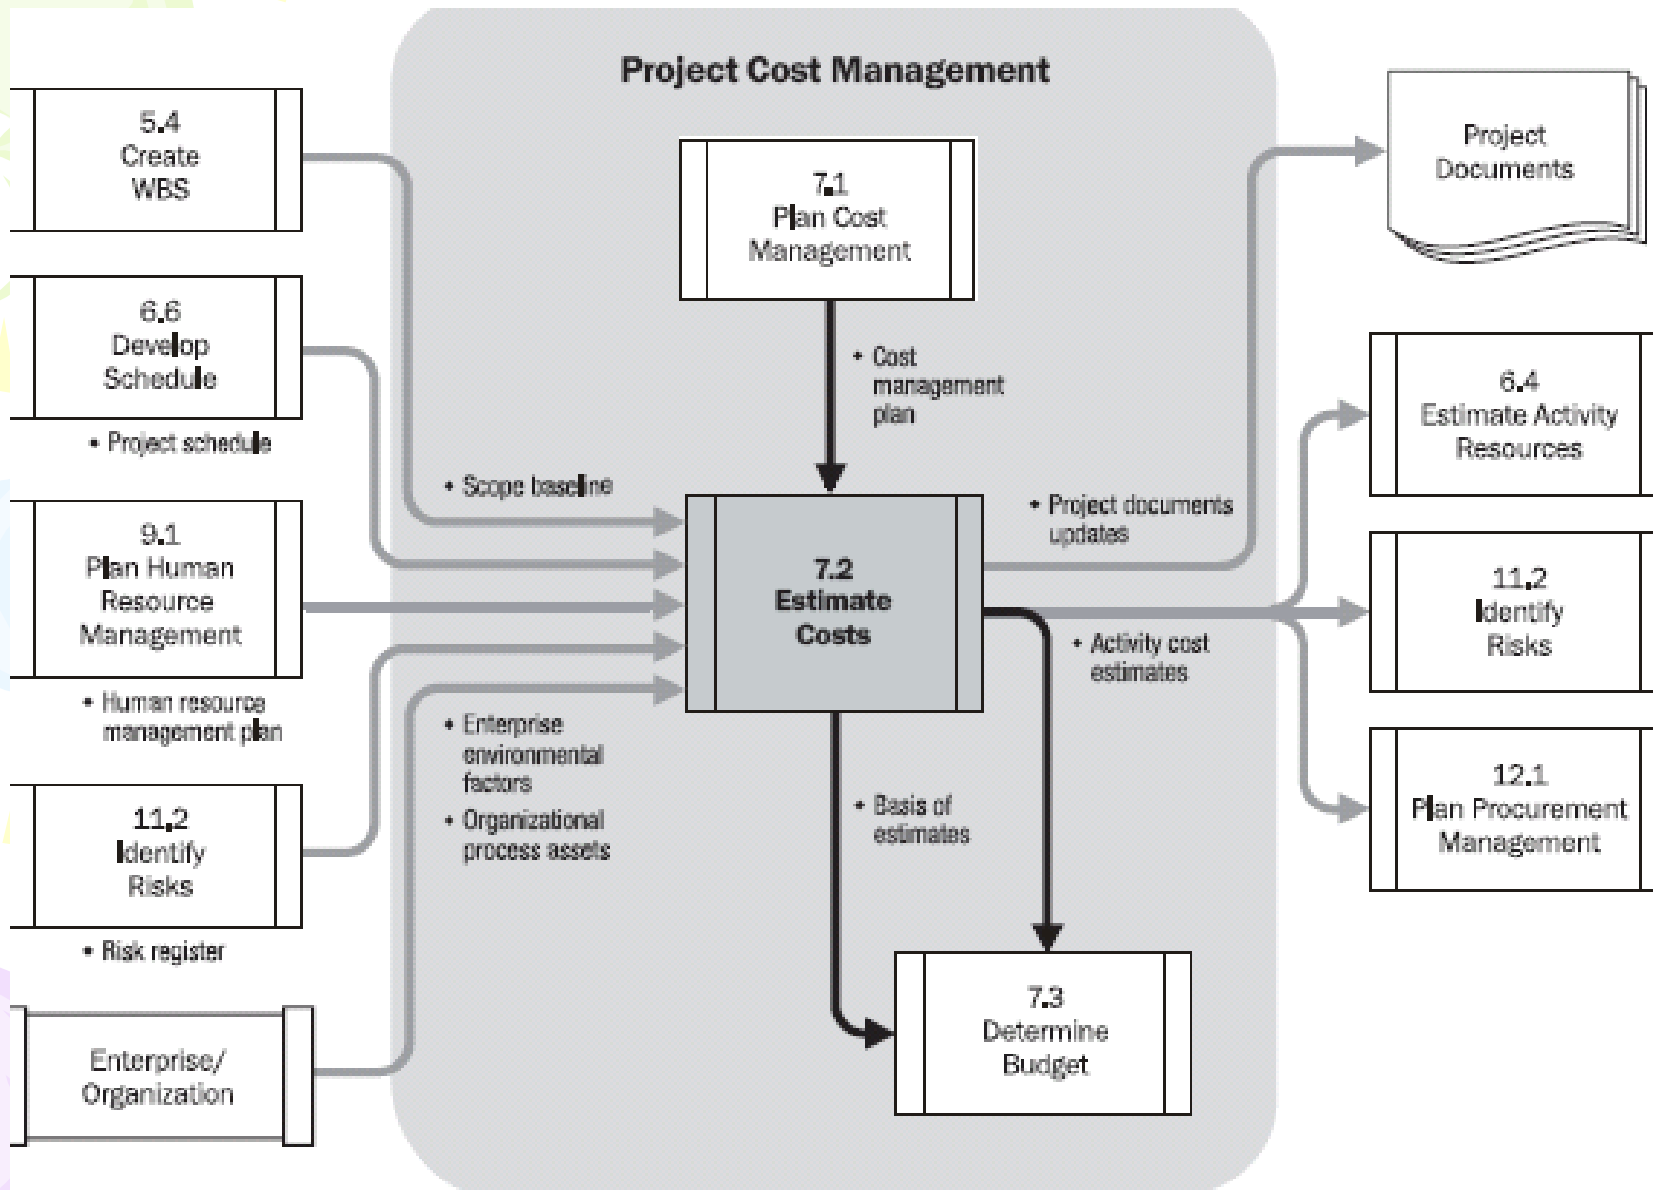 Project Cost Management
5.4
Create
WBS
6.6
Develop
Schedule
• Project schedule
9.1
Plan Human
Resource
Management
• Human resource
management plan
11.2
Identify
Risks
• Risk register
Enterprise/
Organization
7.1
Plan Cost
Management
• Cost
management
plan
• Scope baseline
7.2
Estimate
Costs
• Enterprise
environmental
factors
• Organizational
process assets
• Basis of
estimates
• Project documents
updates
• Activity cost
estimates
7.3
Determine
Budget
Project
Documents
6.4
Estimate Activity
Resources
11.2
Identify
Risks
12.1
Plan Procurement
Management